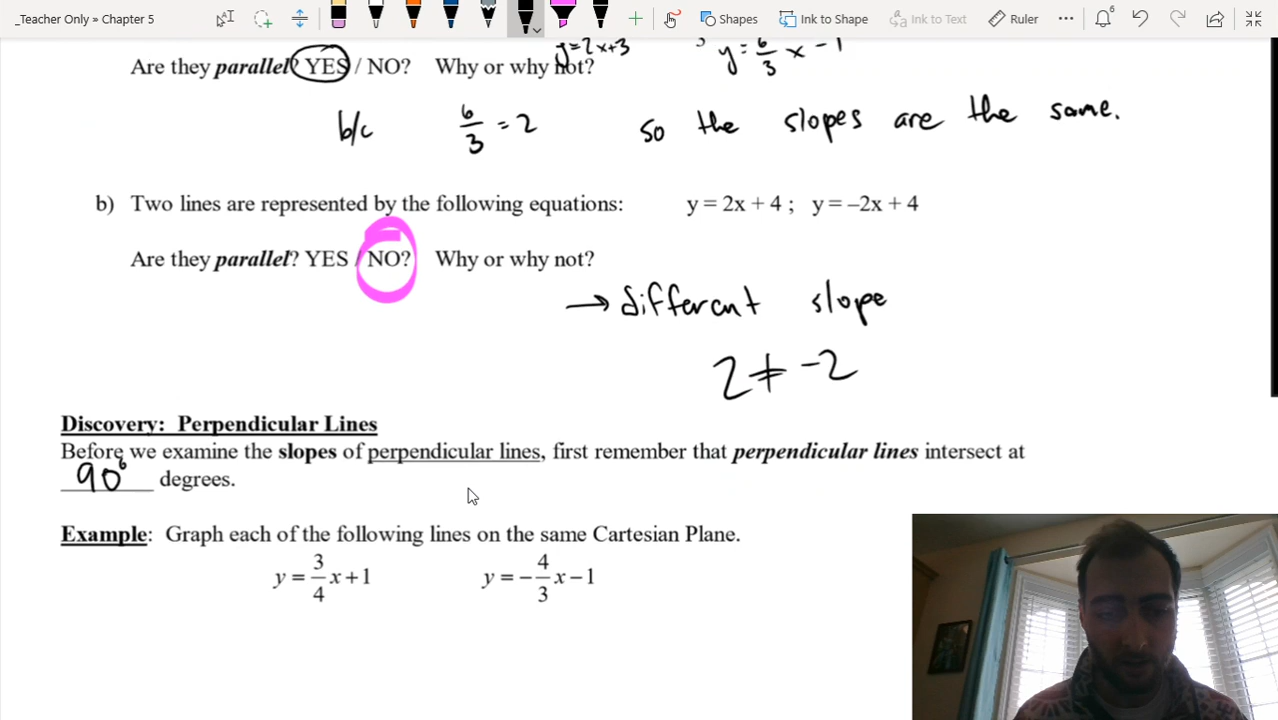 _Teacher Only » Chapter 5
Shapes Ink to Shape Ink to Text Ruler 6
y=2x+3 y=6/3 x -1
Are they parallel? YES / NO? Why or why not?
b/c 6/3 = 2 so the slopes are the same.
b) Two lines are represented by the following equations: y = 2x + 4 ; y = –2x + 4
Are they parallel? YES / NO? Why or why not?
→ different slope
2 ≠ -2
Discovery: Perpendicular Lines
Before we examine the slopes of perpendicular lines, first remember that perpendicular lines intersect at
90° degrees.
Example: Graph each of the following lines on the same Cartesian Plane.
y = 3/4 x + 1 y = − 4/3 x − 1